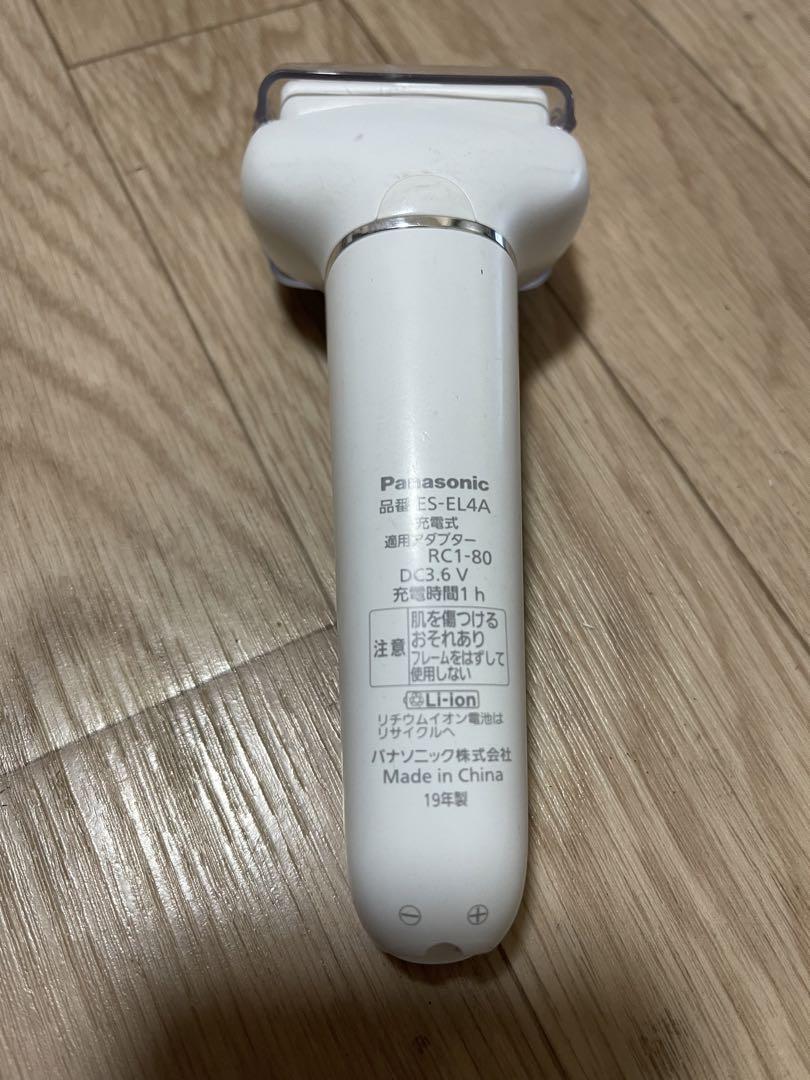 Panasonic
品番 ES-EL4A
充電式
適用アダプター
RC1-80
DC3.6 V
充電時間1h
注意
肌を傷つける
おそれあり
フレームをはずして
使用しない
Li-ion
リチウムイオン電池は
リサイクルへ
パナソニック株式会社
Made in China
19年製
⊖ ⊕